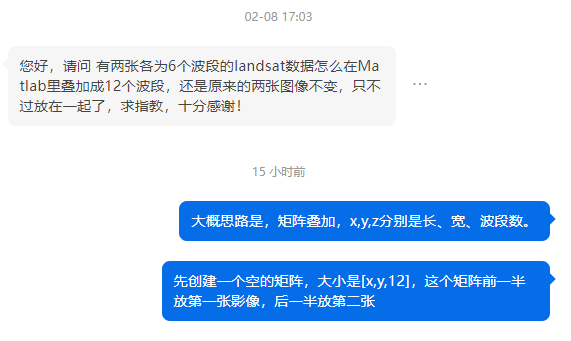 02-08 17:03
您好，请问 有两张各为6个波段的landsat数据怎么在Ma
tlab里叠加成12个波段，还是原来的两张图像不变，只不
过放在一起了，求指教，十分感谢！
15 小时前
大概思路是，矩阵叠加，x,y,z分别是长、宽、波段数。
先创建一个空的矩阵，大小是[x,y,12]，这个矩阵前一半
放第一张影像，后一半放第二张